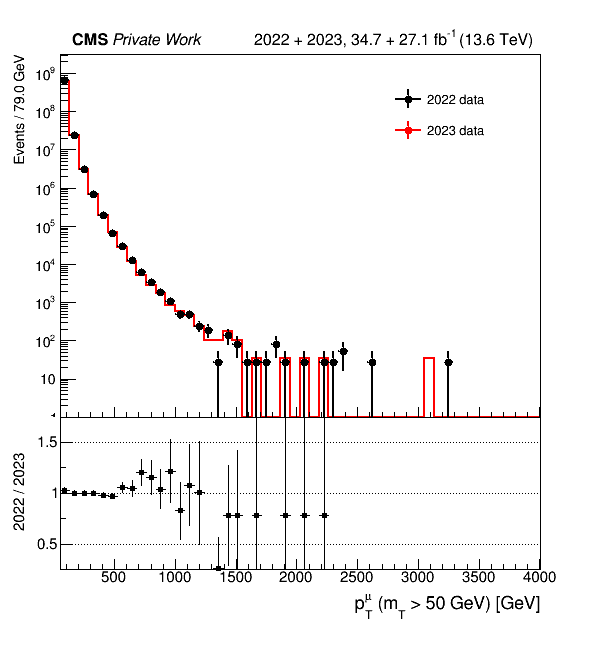 CMS Private Work 2022 + 2023, 34.7 + 27.1 fb⁻¹ (13.6 TeV)
Events / 79.0 GeV
10⁹
10⁸
10⁷
10⁶
10⁵
10⁴
10³
10²
10
2022 data
2023 data
2022 / 2023
1.5
1
0.5
500 1000 1500 2000 2500 3000 3500 4000
p_T^μ (m_T > 50 GeV) [GeV]